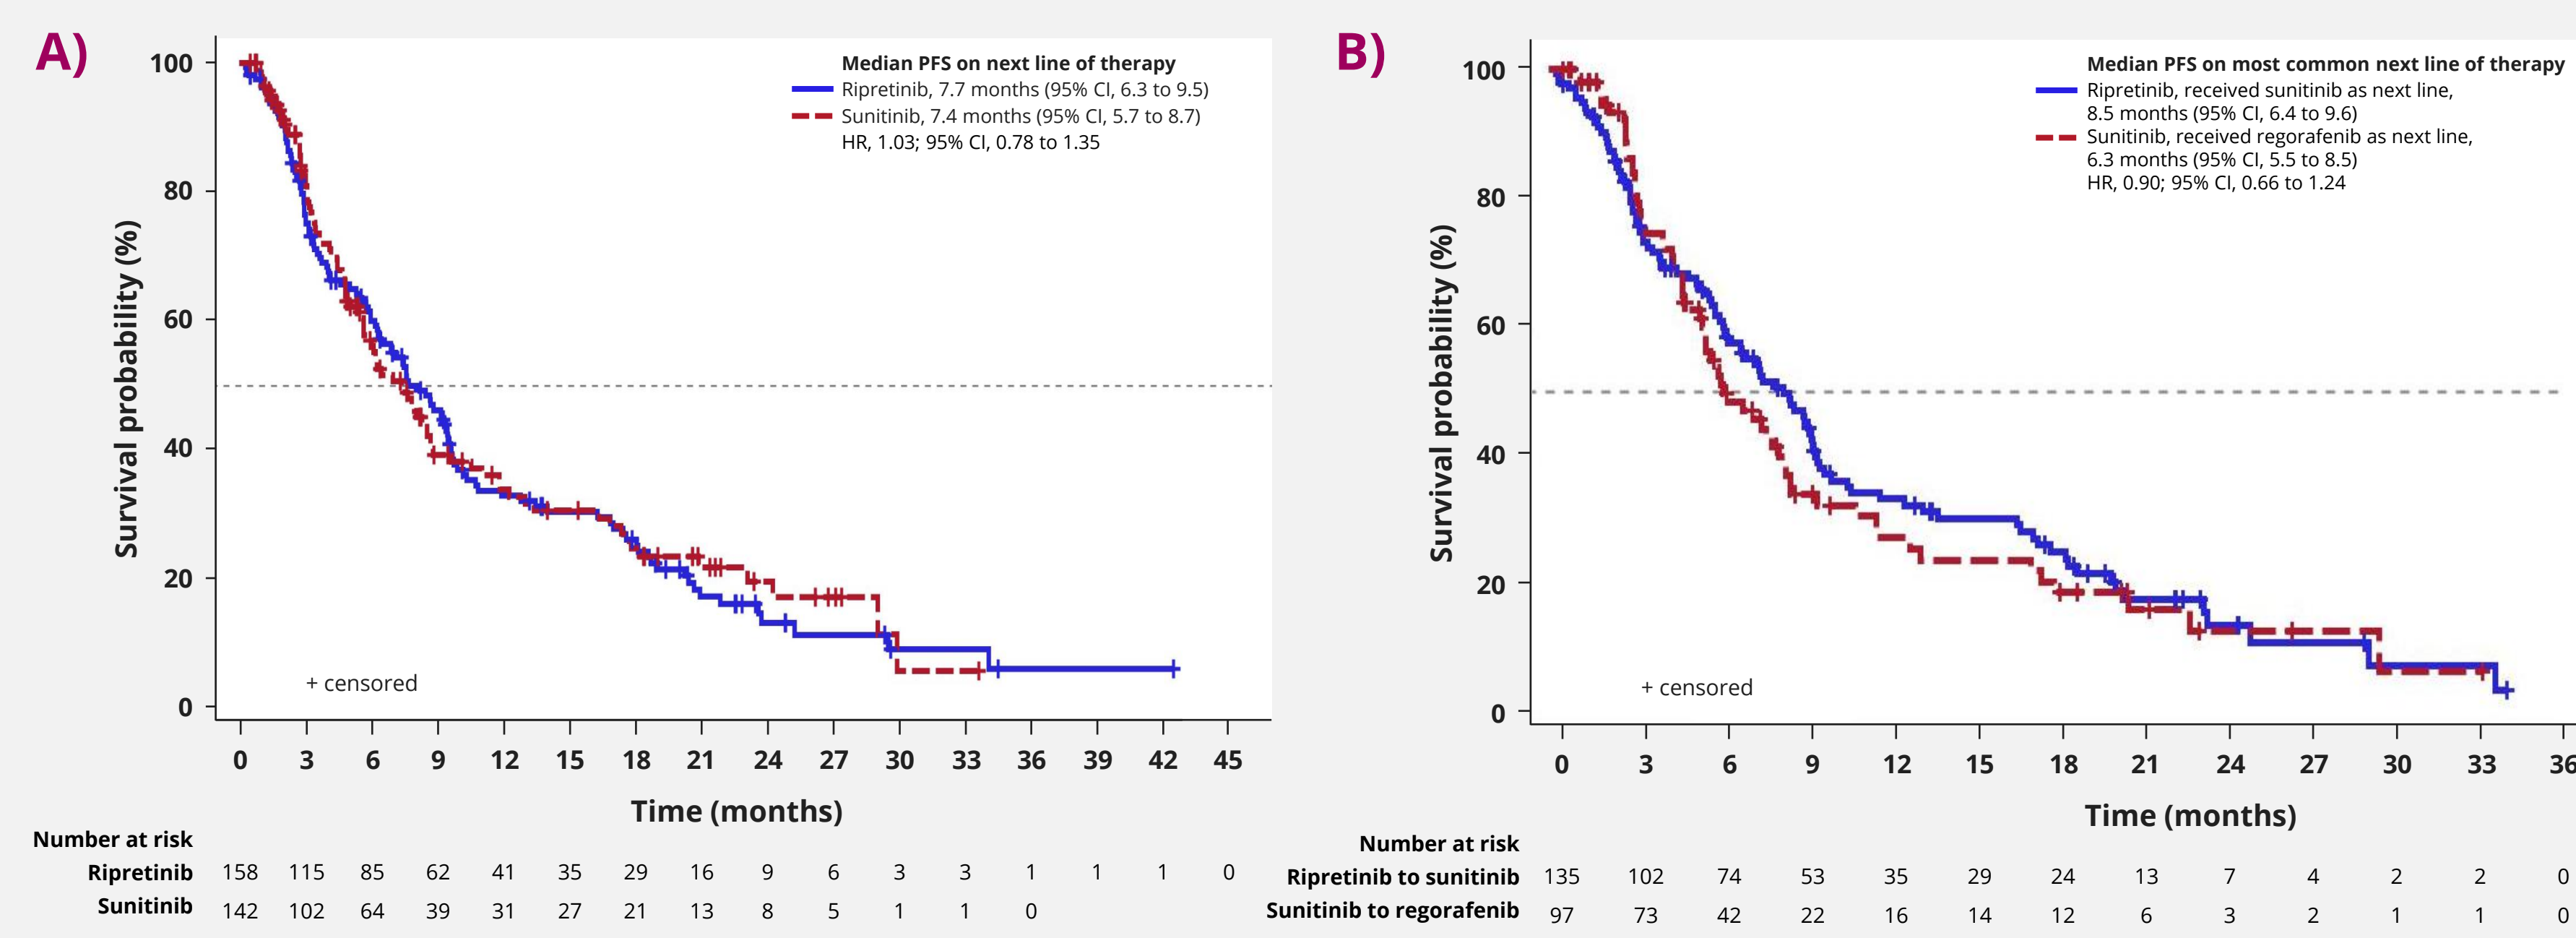 A)
Median PFS on next line of therapy
Ripretinib, 7.7 months (95% CI, 6.3 to 9.5)
Sunitinib, 7.4 months (95% CI, 5.7 to 8.7)
HR, 1.03; 95% CI, 0.78 to 1.35
Survival probability (%)
100
80
60
40
20
0
+ censored
0 3 6 9 12 15 18 21 24 27 30 33 36 39 42 45
Time (months)
Number at risk
Ripretinib 158 115 85 62 41 35 29 16 9 6 3 3 1 1 1 0
Sunitinib 142 102 64 39 31 27 21 13 8 5 1 1 0
B)
Median PFS on most common next line of therapy
Ripretinib, received sunitinib as next line,
8.5 months (95% CI, 6.4 to 9.6)
Sunitinib, received regorafenib as next line,
6.3 months (95% CI, 5.5 to 8.5)
HR, 0.90; 95% CI, 0.66 to 1.24
Survival probability (%)
100
80
60
40
20
0
+ censored
0 3 6 9 12 15 18 21 24 27 30 33 36
Time (months)
Number at risk
Ripretinib to sunitinib 135 102 74 53 35 29 24 13 7 4 2 2 0
Sunitinib to regorafenib 97 73 42 22 16 14 12 6 3 2 1 1 0